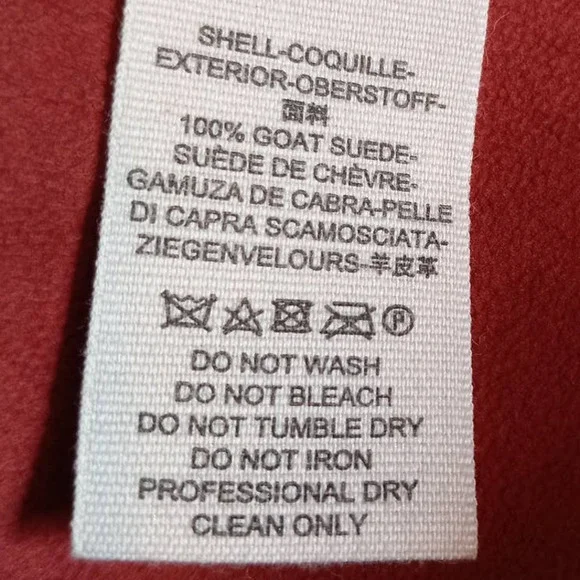 SHELL-COQUILLE-
EXTERIOR-OBERSTOFF-
面料
100% GOAT SUEDE-
SUÈDE DE CHÈVRE-
GAMUZA DE CABRA-PELLE
DI CAPRA SCAMOSCIATA-
ZIEGENVELOURS-羊皮革
P
DO NOT WASH
DO NOT BLEACH
DO NOT TUMBLE DRY
DO NOT IRON
PROFESSIONAL DRY
CLEAN ONLY